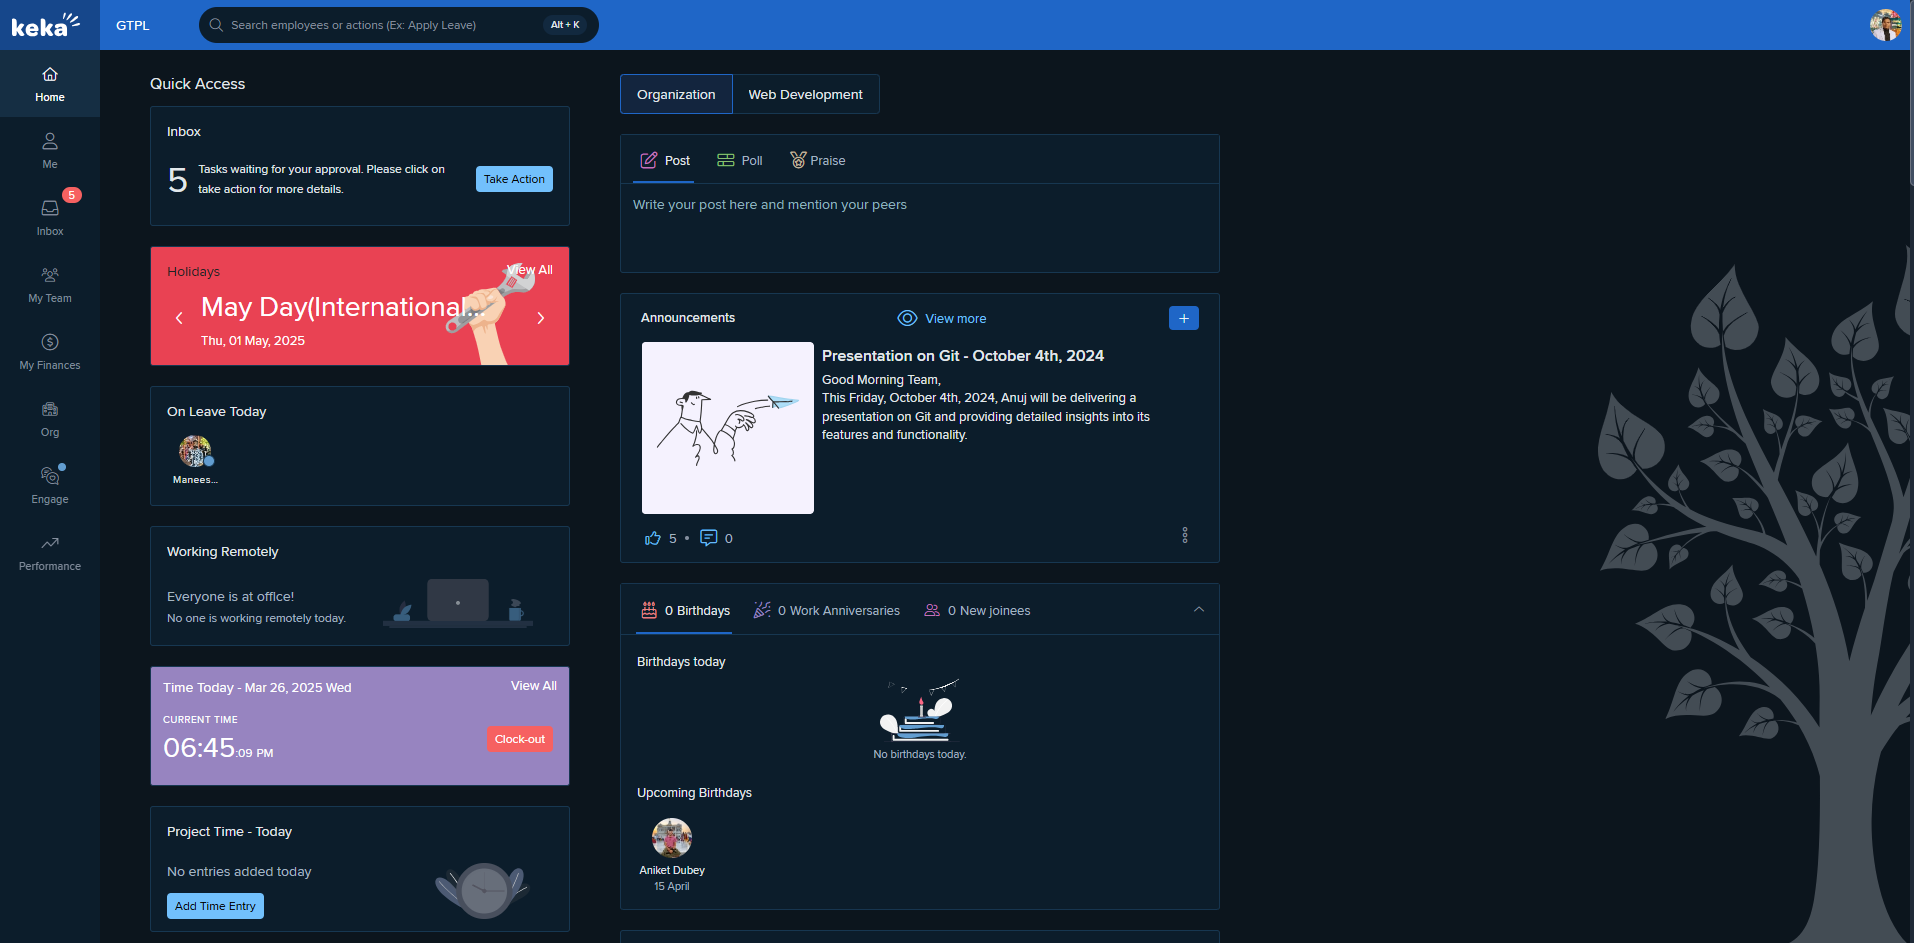 keka
GTPL
Search employees or actions (Ex: Apply Leave)
Alt + K
Home
Me
5
Inbox
My Team
My Finances
Org
Engage
Performance
Quick Access
Inbox
5
Tasks waiting for your approval. Please click on
take action for more details.
Take Action
Holidays
View All
May Day(International...
Thu, 01 May, 2025
On Leave Today
Manees...
Working Remotely
Everyone is at office!
No one is working remotely today.
Time Today - Mar 26, 2025 Wed
View All
CURRENT TIME
06:45:09 PM
Clock-out
Project Time - Today
No entries added today
Add Time Entry
Organization
Web Development
Post
Poll
Praise
Write your post here and mention your peers
Announcements
View more
+
Presentation on Git - October 4th, 2024
Good Morning Team,
This Friday, October 4th, 2024, Anuj will be delivering a
presentation on Git and providing detailed insights into its
features and functionality.
5 • 0
0 Birthdays
0 Work Anniversaries
0 New joinees
Birthdays today
No birthdays today.
Upcoming Birthdays
Aniket Dubey
15 April